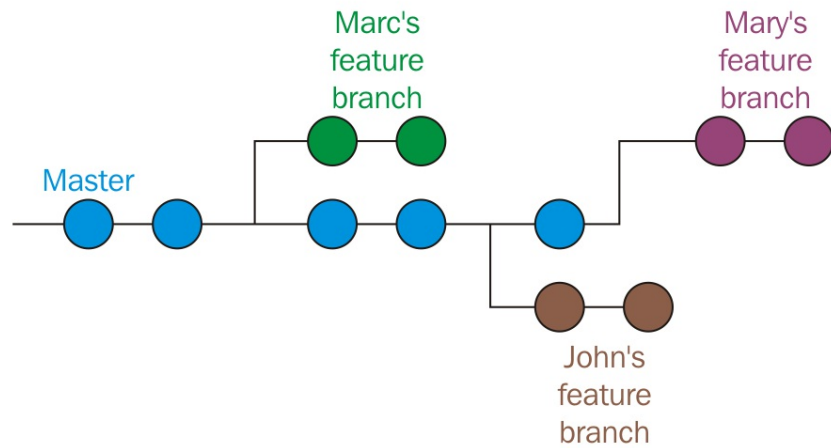 Marc's
feature
branch
Mary's
feature
branch
Master
John's
feature
branch